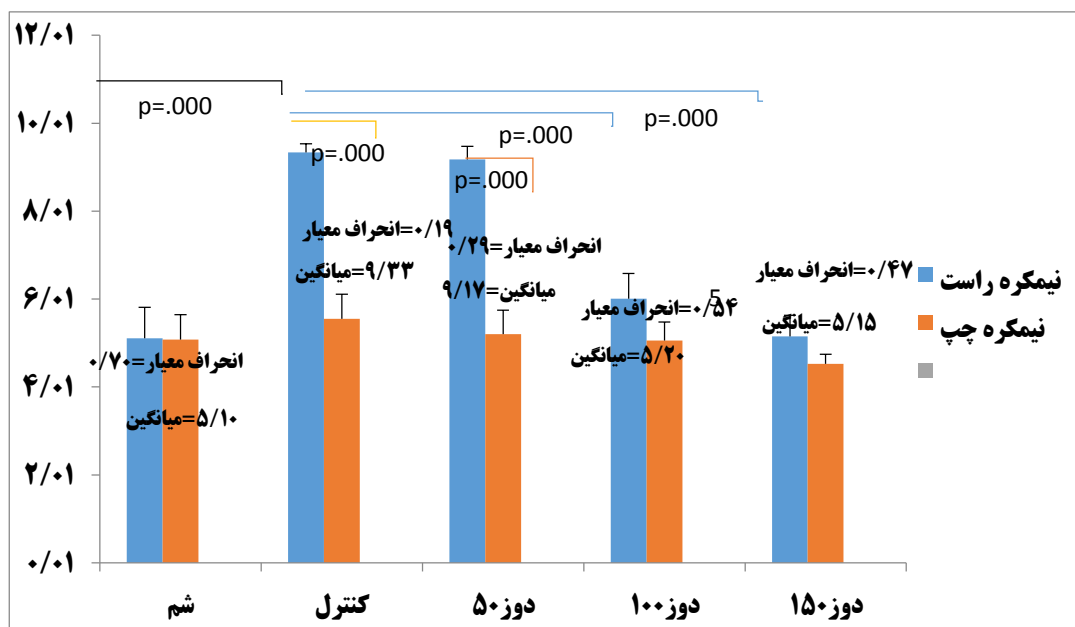 ۱۲/۰۱
۱۰/۰۱
۸/۰۱
۶/۰۱
۴/۰۱
۲/۰۱
۰/۰۱
p=.000
p=.000
p=.000
p=.000
p=.000
انحراف معیار=۰/۷۰
میانگین=۵/۱۰
انحراف معیار=۰/۱۹
میانگین=۹/۳۳
انحراف معیار=۰/۲۹
میانگین=۹/۱۷
انحراف معیار=۰/۵۴
میانگین=۵/۲۰
انحراف معیار=۰/۴۷
میانگین=۵/۱۵
نیمکره راست
نیمکره چپ
شم
کنترل
دوز۵۰
دوز۱۰۰
دوز۱۵۰